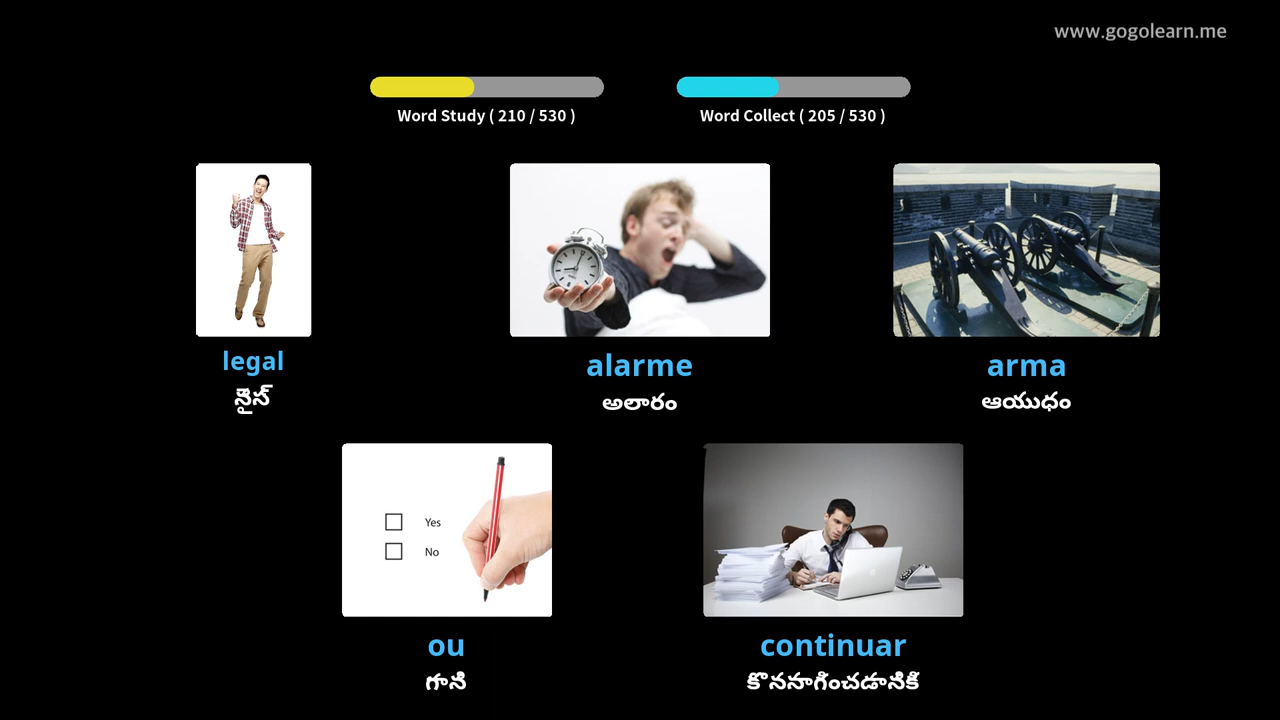 www.gogolearn.me
Word Study ( 210 / 530 )
Word Collect ( 205 / 530 )
legal
నైస్
alarme
అలారం
arma
ఆయుధం
Yes
No
ou
గాని
continuar
కొనసాగించడానికి